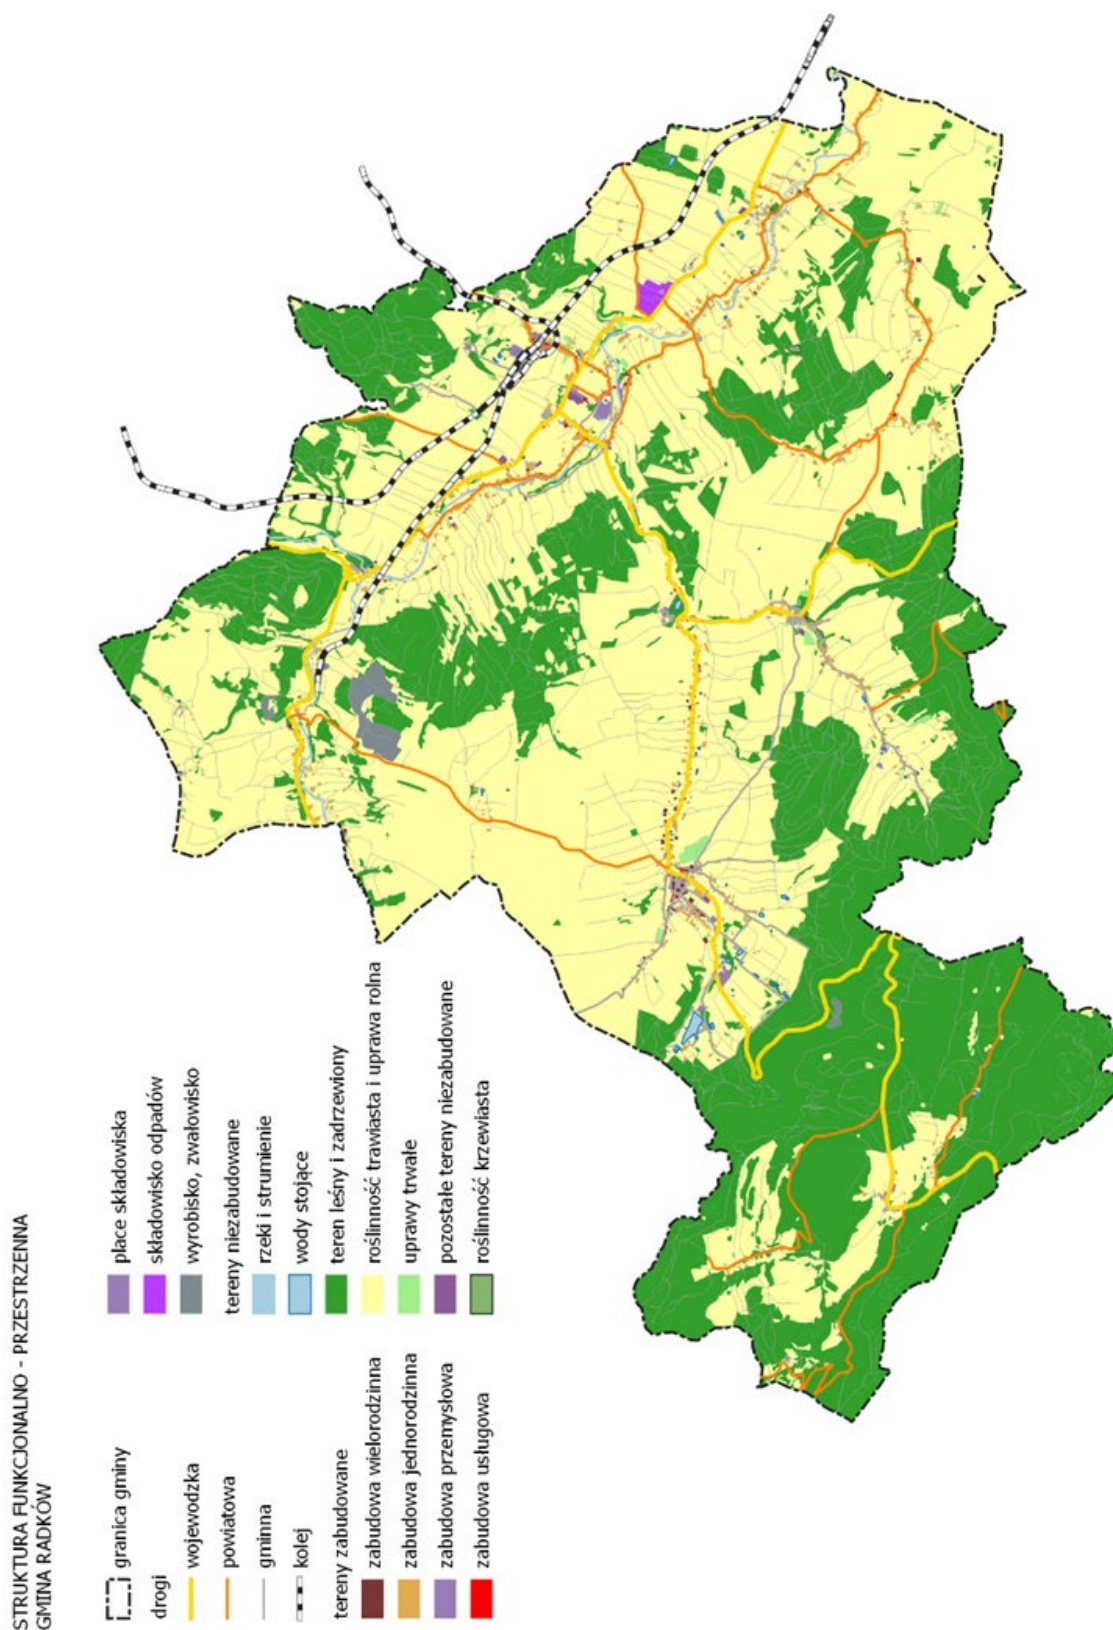 STRUKTURA FUNKCJONALNO - PRZESTRZENNA
GMINA RADKÓW
granica gminy
drogi
wojewodzka
powiatowa
gminna
kolej
tereny zabudowane
zabudowa wielorodzinna
zabudowa jednorodzinna
zabudowa przemysłowa
zabudowa usługowa
place składowiska
składowisko odpadów
wyrobisko, zwałowisko
tereny niezabudowane
rzeki i strumienie
wody stojące
teren leśny i zadrzewiony
roślinność trawiasta i uprawa rolna
uprawy trwałe
pozostałe tereny niezabudowane
roślinność krzewiasta